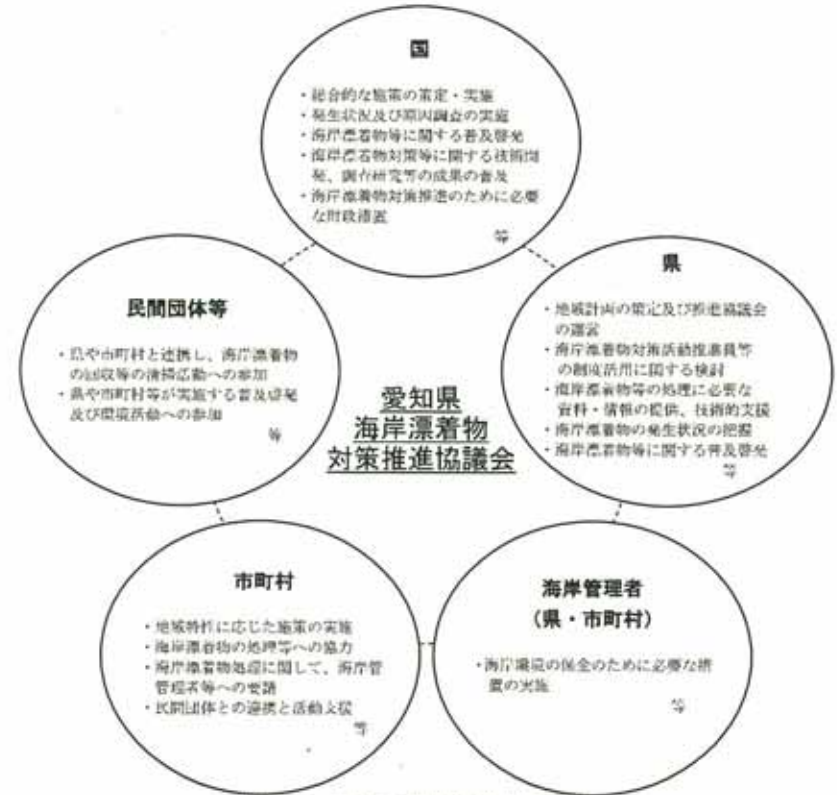 国
・総合的な施策の策定・実施
・発生状況及び原因調査の実施
・海岸漂着物等に関する普及啓発
・海岸漂着物対策等に関する技術開
発、調査研究等の成果の普及
・海岸漂着物対策推進のために必要
な財政措置
等
県
・地域計画の策定及び推進協議会
の運営
・海岸漂着物対策活動推進員等
の制度活用に関する検討
・海岸漂着物等の処理に必要な
資料・情報の提供、技術的支援
・海岸漂着物の発生状況の把握
・海岸漂着物等に関する普及啓発
等
民間団体等
・県や市町村と連携し、海岸漂着物
の回収等の清掃活動への参加
・県や市町村等が実施する普及啓発
及び環境活動への参加
等
愛知県
海岸漂着物
対策推進協議会
市町村
・地域特性に応じた施策の実施
・海岸漂着物の処理等への協力
・海岸漂着物処理に関して、海岸管
管理者等への要請
・民間団体との連携と活動支援
等
海岸管理者
(県・市町村)
・海岸環境の保全のために必要な措
置の実施
等